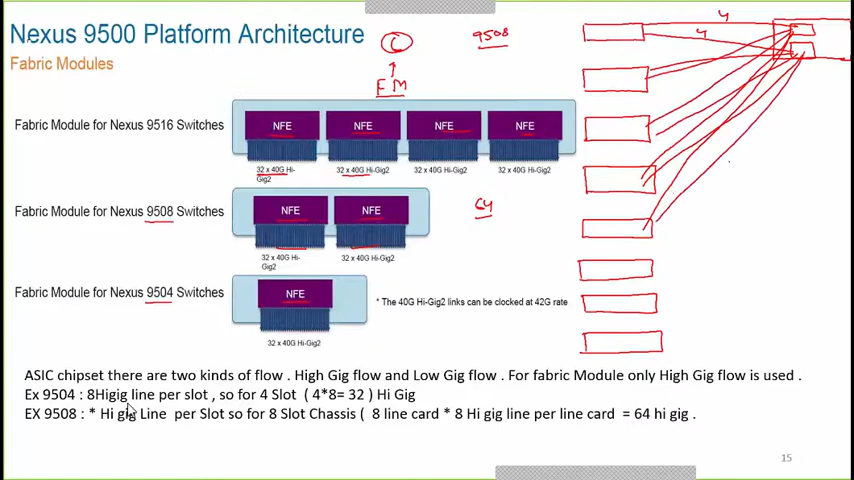 Nexus 9500 Platform Architecture
Fabric Modules
C
9508
FM
4
4
Fabric Module for Nexus 9516 Switches
NFE NFE NFE NFE
32 x 40G Hi-Gig2 32 x 40G Hi-Gig2 32 x 40G Hi-Gig2 32 x 40G Hi-Gig2
Fabric Module for Nexus 9508 Switches
NFE NFE
64
32 x 40G Hi-Gig2 32 x 40G Hi-Gig2
Fabric Module for Nexus 9504 Switches
NFE
* The 40G Hi-Gig2 links can be clocked at 42G rate
32 x 40G Hi-Gig2
ASIC chipset there are two kinds of flow . High Gig flow and Low Gig flow . For fabric Module only High Gig flow is used .
Ex 9504 : 8Higig line per slot , so for 4 Slot ( 4*8= 32 ) Hi Gig
EX 9508 : * Hi gig Line per Slot so for 8 Slot Chassis ( 8 line card * 8 Hi gig line per line card = 64 hi gig .
15